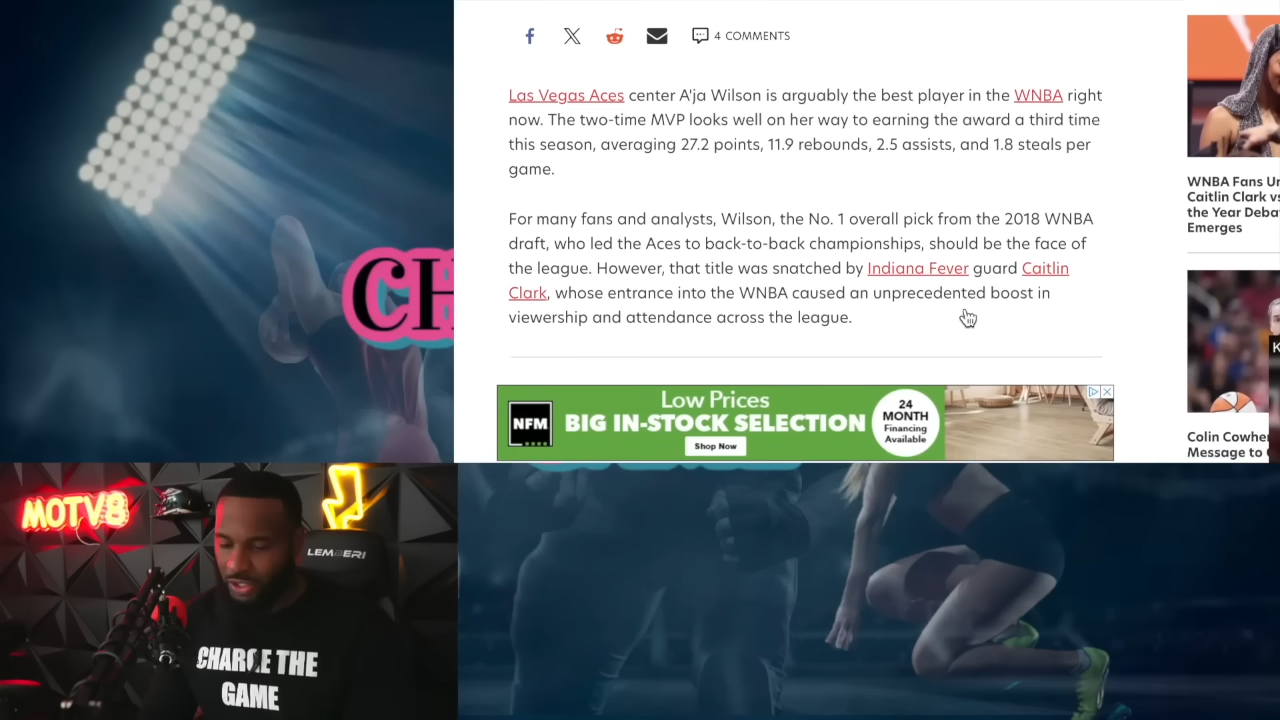 4 COMMENTS
Las Vegas Aces center A'ja Wilson is arguably the best player in the WNBA right
now. The two-time MVP looks well on her way to earning the award a third time
this season, averaging 27.2 points, 11.9 rebounds, 2.5 assists, and 1.8 steals per
game.
For many fans and analysts, Wilson, the No. 1 overall pick from the 2018 WNBA
draft, who led the Aces to back-to-back championships, should be the face of
the league. However, that title was snatched by Indiana Fever guard Caitlin
Clark, whose entrance into the WNBA caused an unprecedented boost in
viewership and attendance across the league.
WNBA Fans Un
Caitlin Clark vs
the Year Deba
Emerges
K
Colin Cowhe
Message to
CH
NFM
Low Prices
BIG IN-STOCK SELECTION
Shop Now
24
MONTH
Financing
Available
MOTV8
LEMBERI
CHARGE THE
GAME